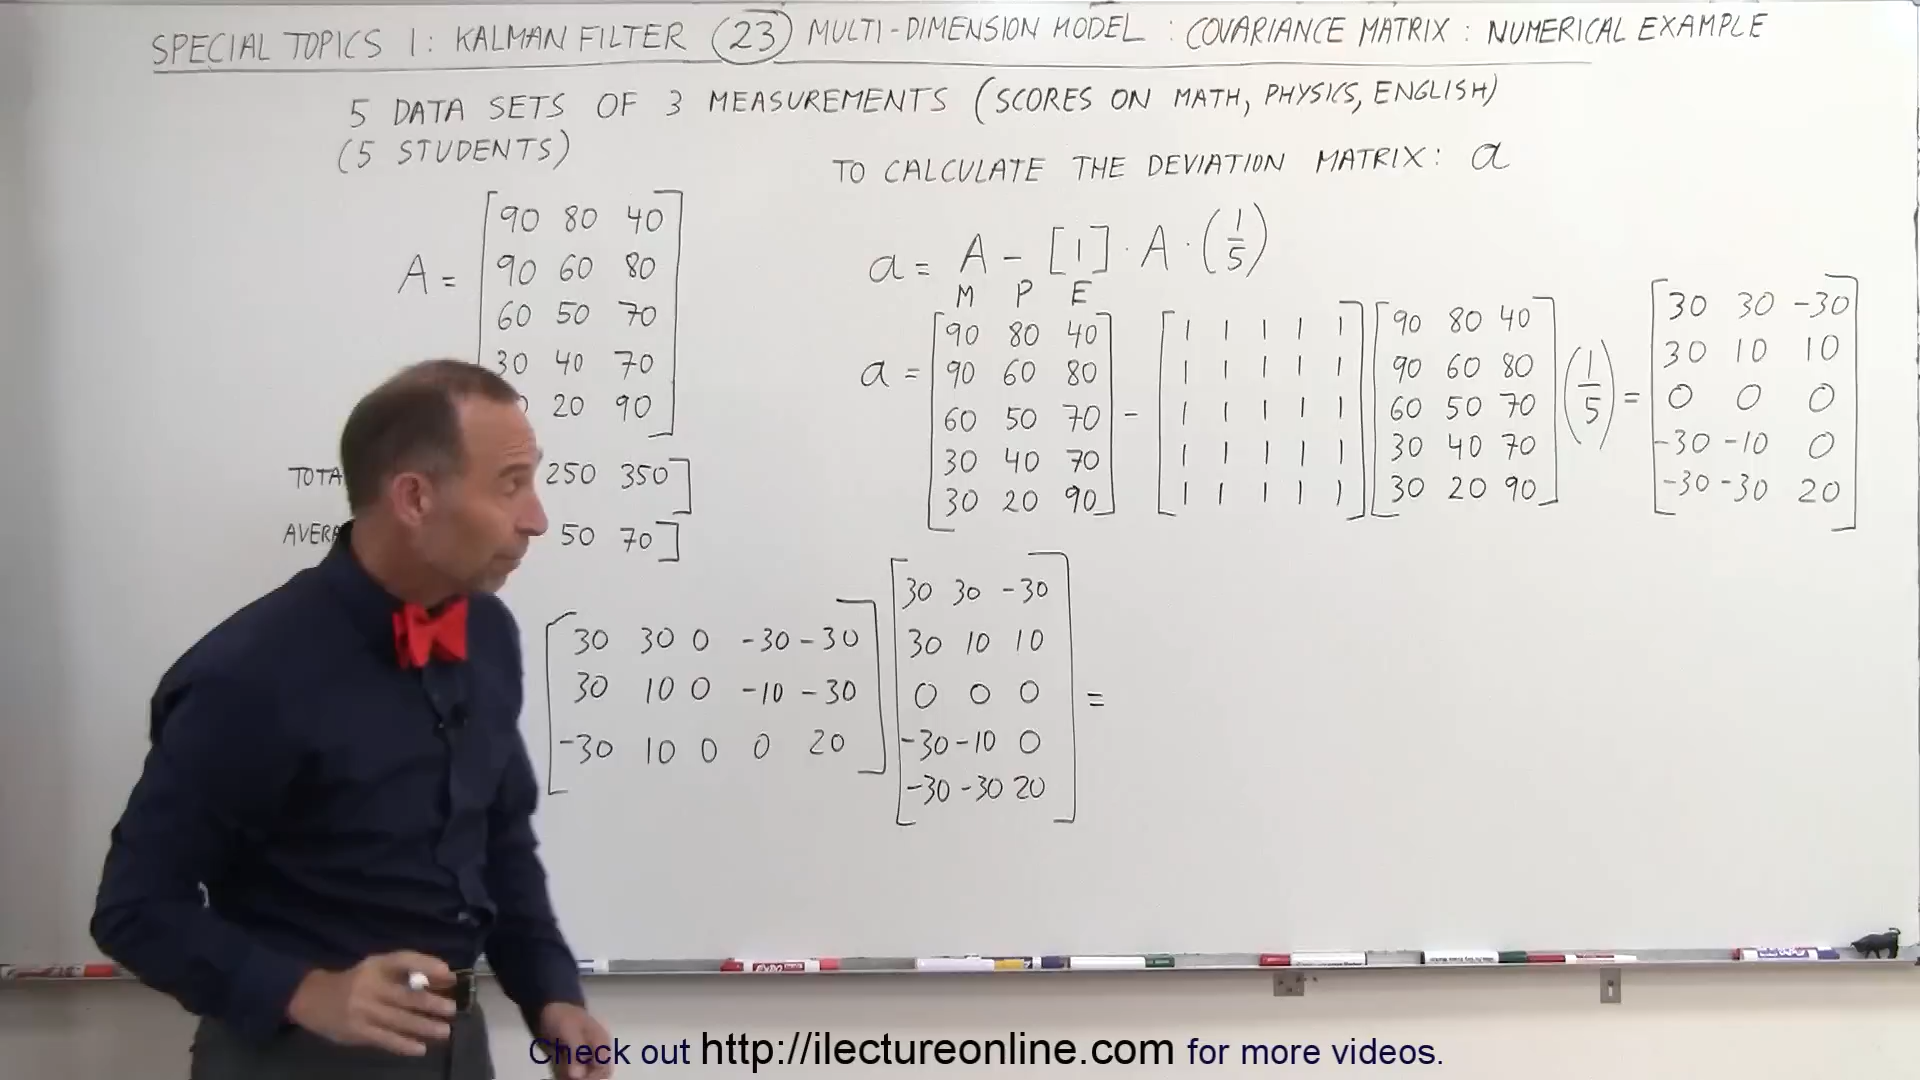 SPECIAL TOPICS 1: KALMAN FILTER (23) MULTI-DIMENSION MODEL : COVARIANCE MATRIX : NUMERICAL EXAMPLE
5 DATA SETS OF 3 MEASUREMENTS (SCORES ON MATH, PHYSICS, ENGLISH)
(5 STUDENTS)
A =
90 80 40
90 60 80
60 50 70
30 40 70
20 90
TOTA
250 350]
AVERA
50 70]
TO CALCULATE THE DEVIATION MATRIX: a
a = A - [1] · A · (1/5)
M P E
a =
90 80 40
90 60 80
60 50 70
30 40 70
30 20 90
-
1 1 1 1 1
1 1 1 1 1
1 1 1 1 1
1 1 1 1 1
1 1 1 1 1
90 80 40
90 60 80
60 50 70
30 40 70
30 20 90
(1/5) =
30 30 -30
30 10 10
0 0 0
-30 -10 0
-30 -30 20
30 30 0 -30 -30
30 10 0 -10 -30
-30 10 0 0 20
30 30 -30
30 10 10
0 0 0
-30 -10 0
-30 -30 20
=
Check out http://ilectureonline.com for more videos.